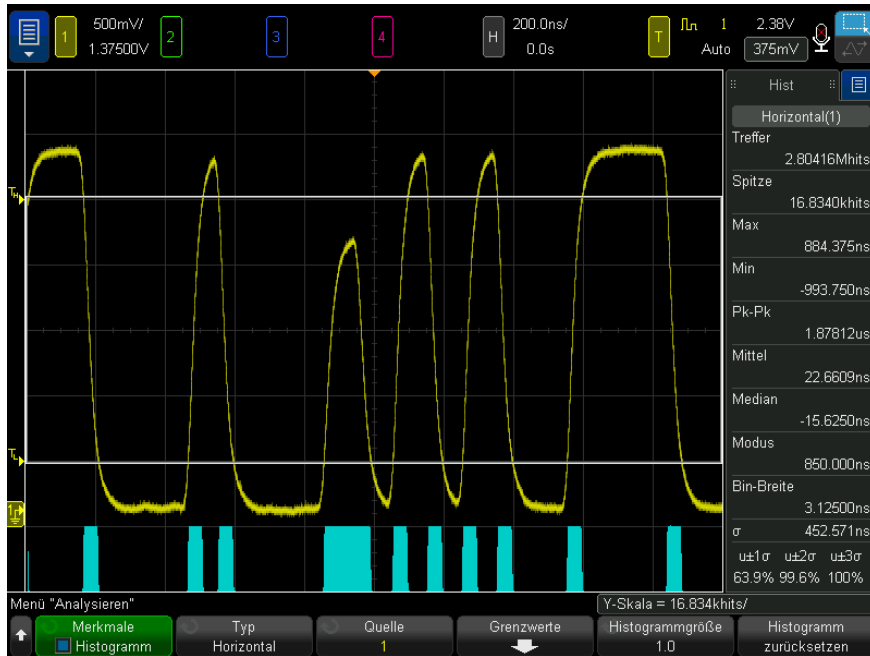 1
500mV/
1.37500V
2
3
4
H
200.0ns/
0.0s
T
1
2.38V
Auto
375mV
Hist
Horizontal(1)
Treffer
2.80416Mhits
Spitze
16.8340khits
Max
884.375ns
Min
-993.750ns
Pk-Pk
1.87812us
Mittel
22.6609ns
Median
-15.6250ns
Modus
850.000ns
Bin-Breite
3.12500ns
σ 452.571ns
u±1σ u±2σ u±3σ
63.9% 99.6% 100%
TH
TL
1
Menü "Analysieren"
Y-Skala = 16.834khits/
Merkmale
Histogramm
Typ
Horizontal
Quelle
1
Grenzwerte
Histogrammgröße
1.0
Histogramm
zurücksetzen